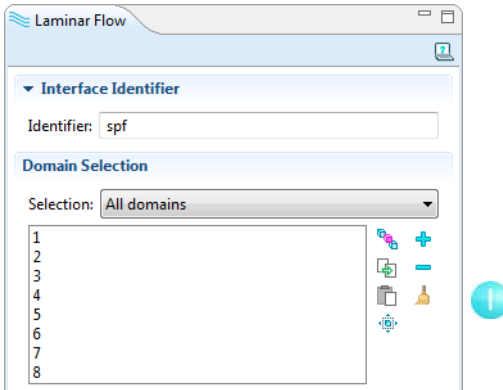 Laminar Flow
Interface Identifier
Identifier: spf
Domain Selection
Selection: All domains
1
2
3
4
5
6
7
8